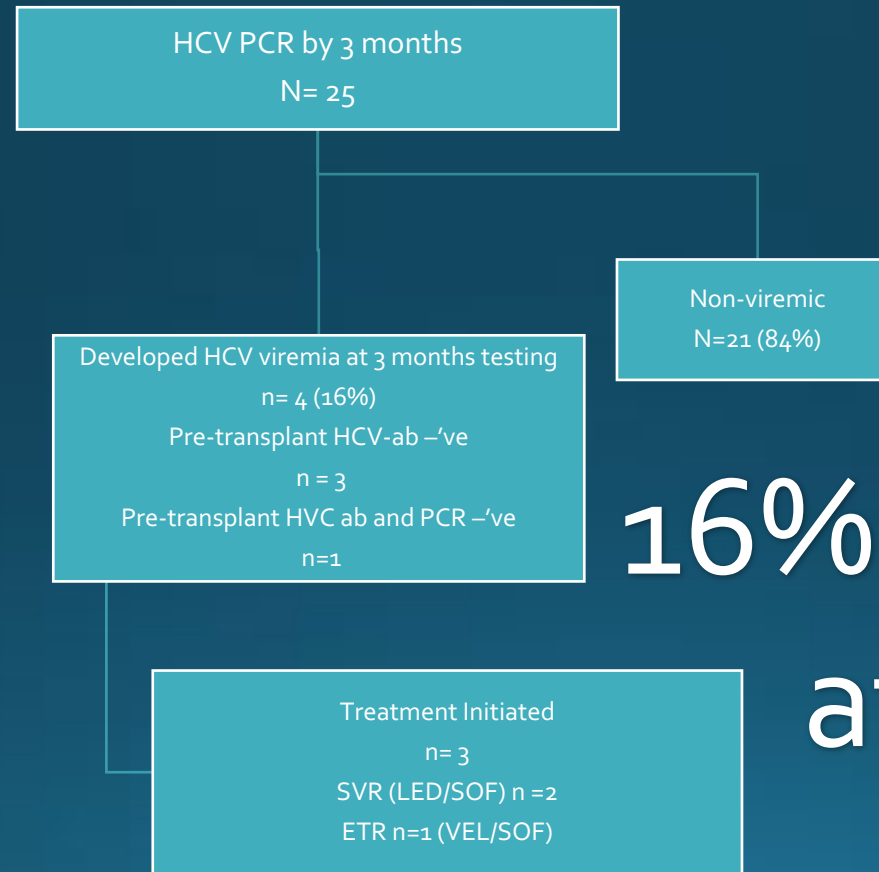 HCV PCR by 3 months
N= 25
Non-viremic
N=21 (84%)
Developed HCV viremia at 3 months testing
n= 4 (16%)
Pre-transplant HCV-ab –'ve
n = 3
Pre-transplant HVC ab and PCR –'ve
n=1
16%
Treatment Initiated
n= 3
SVR (LED/SOF) n =2
ETR n=1 (VEL/SOF)